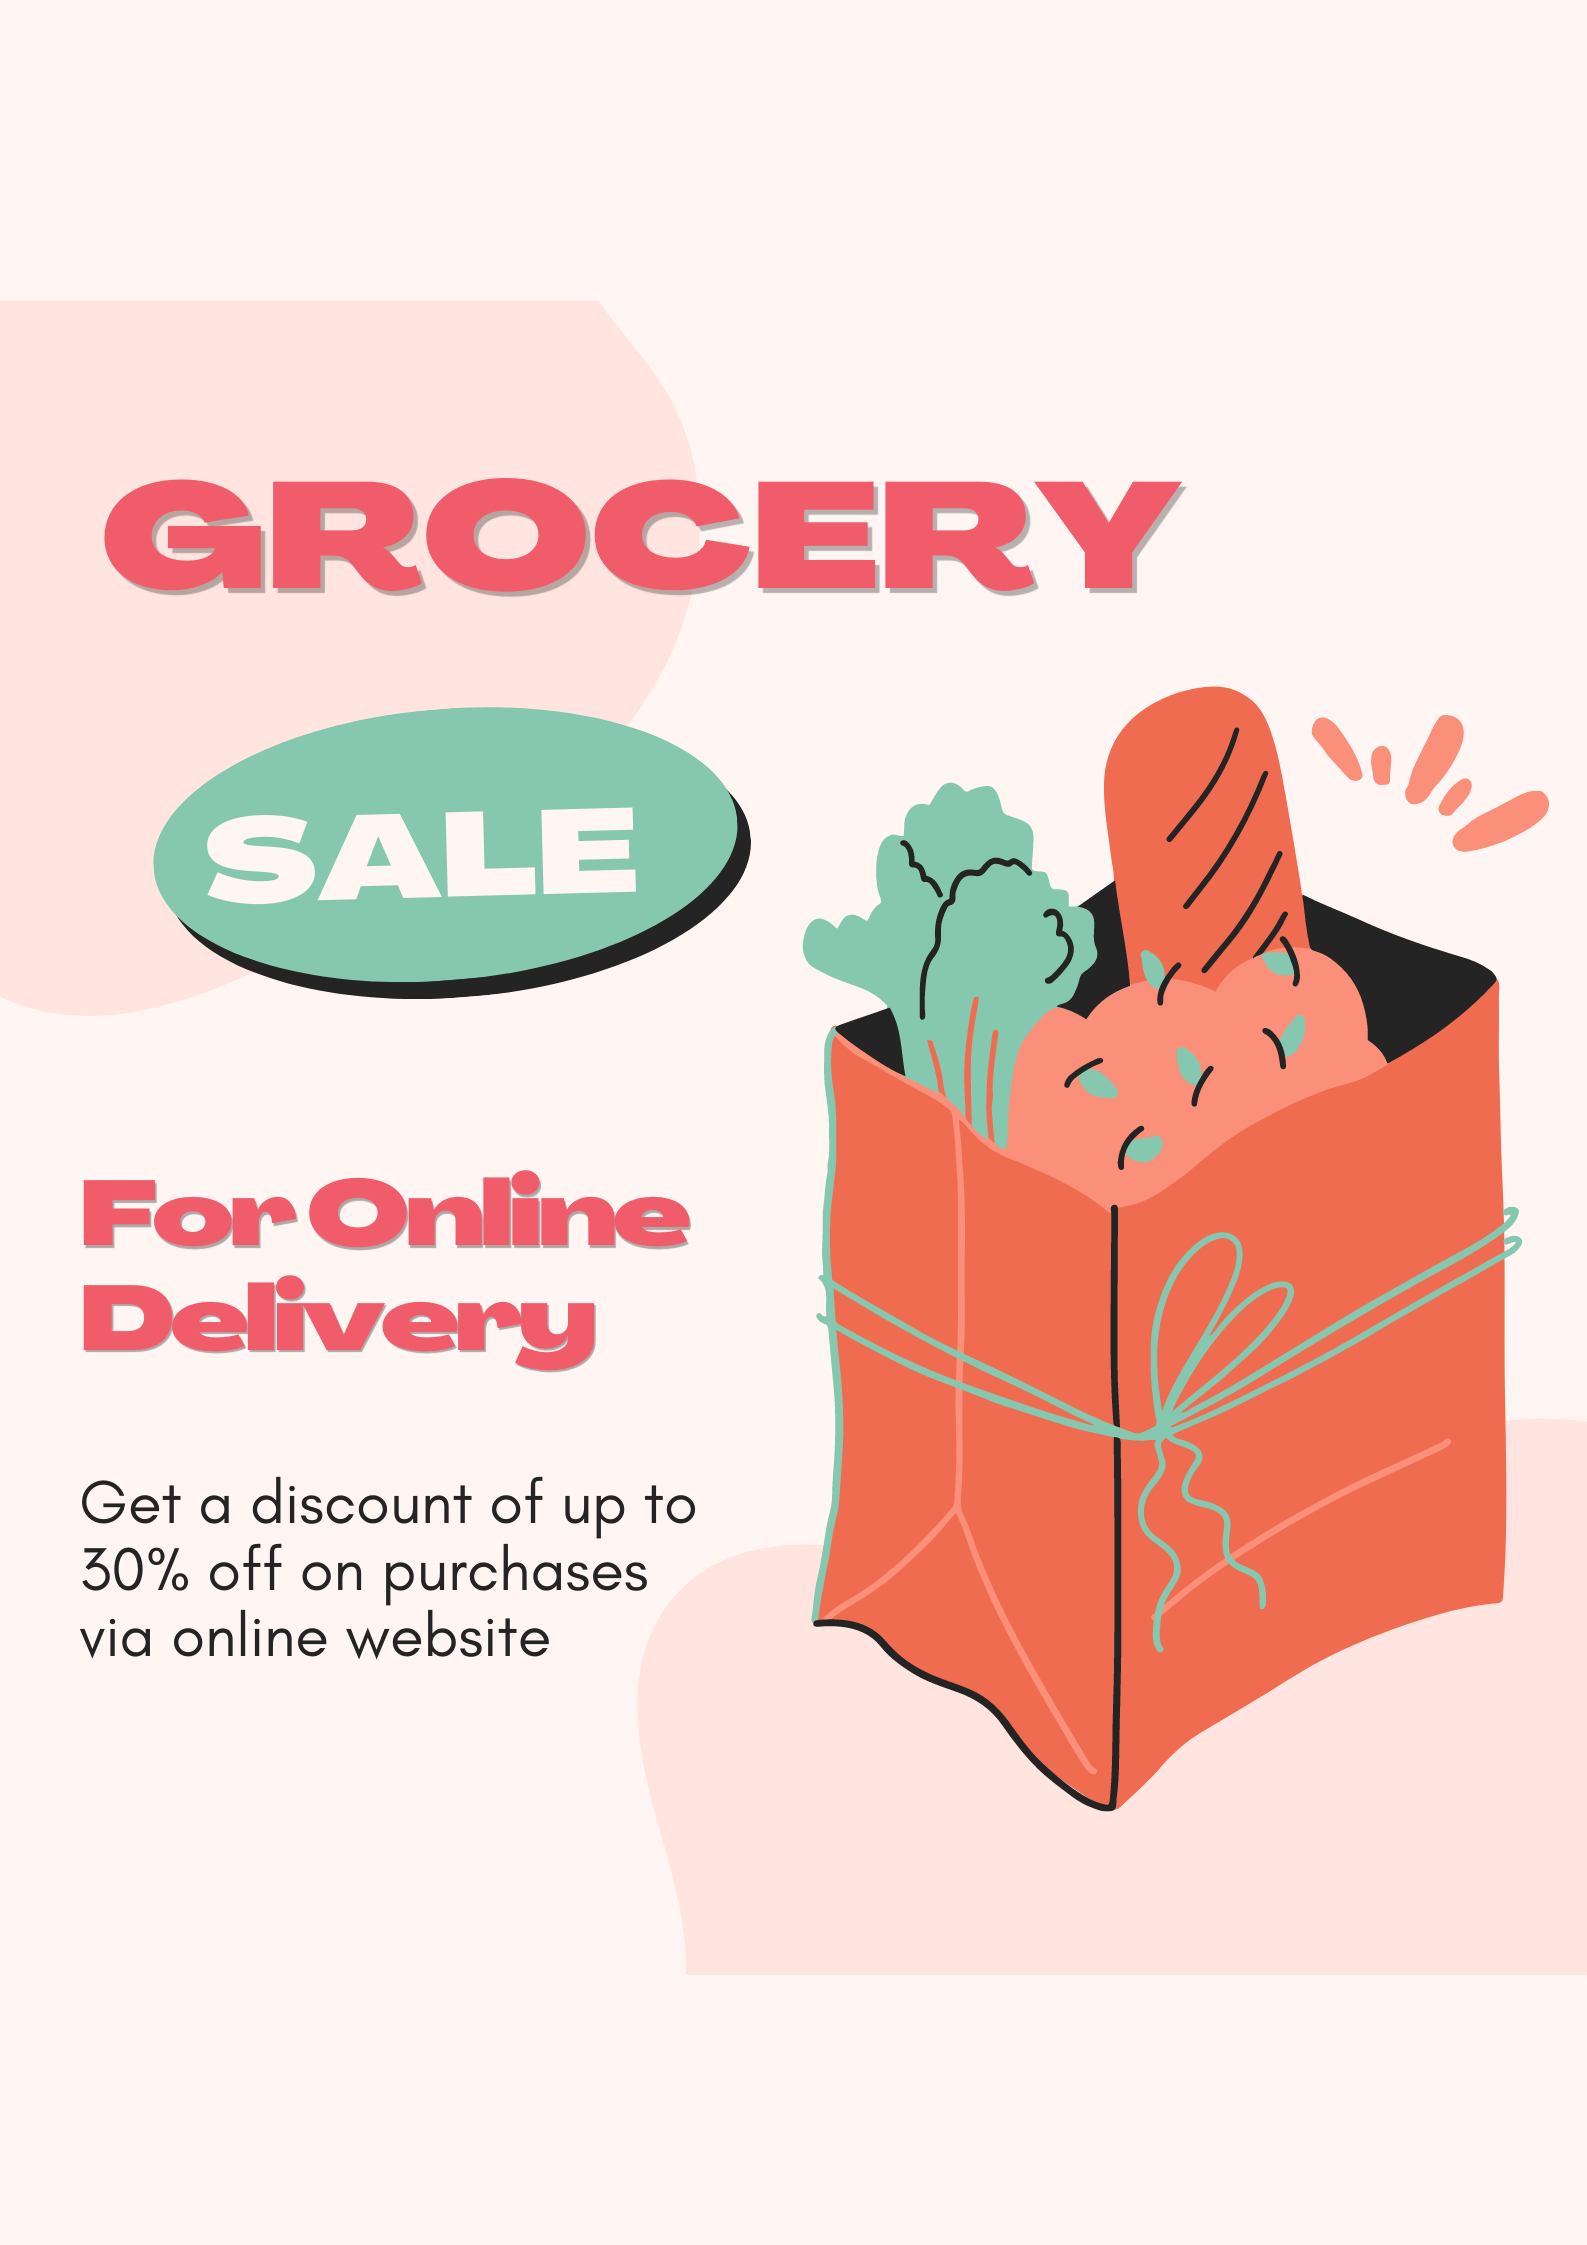 GROCERY
SALE
For Online
Delivery
Get a discount of up to
30% off on purchases
via online website